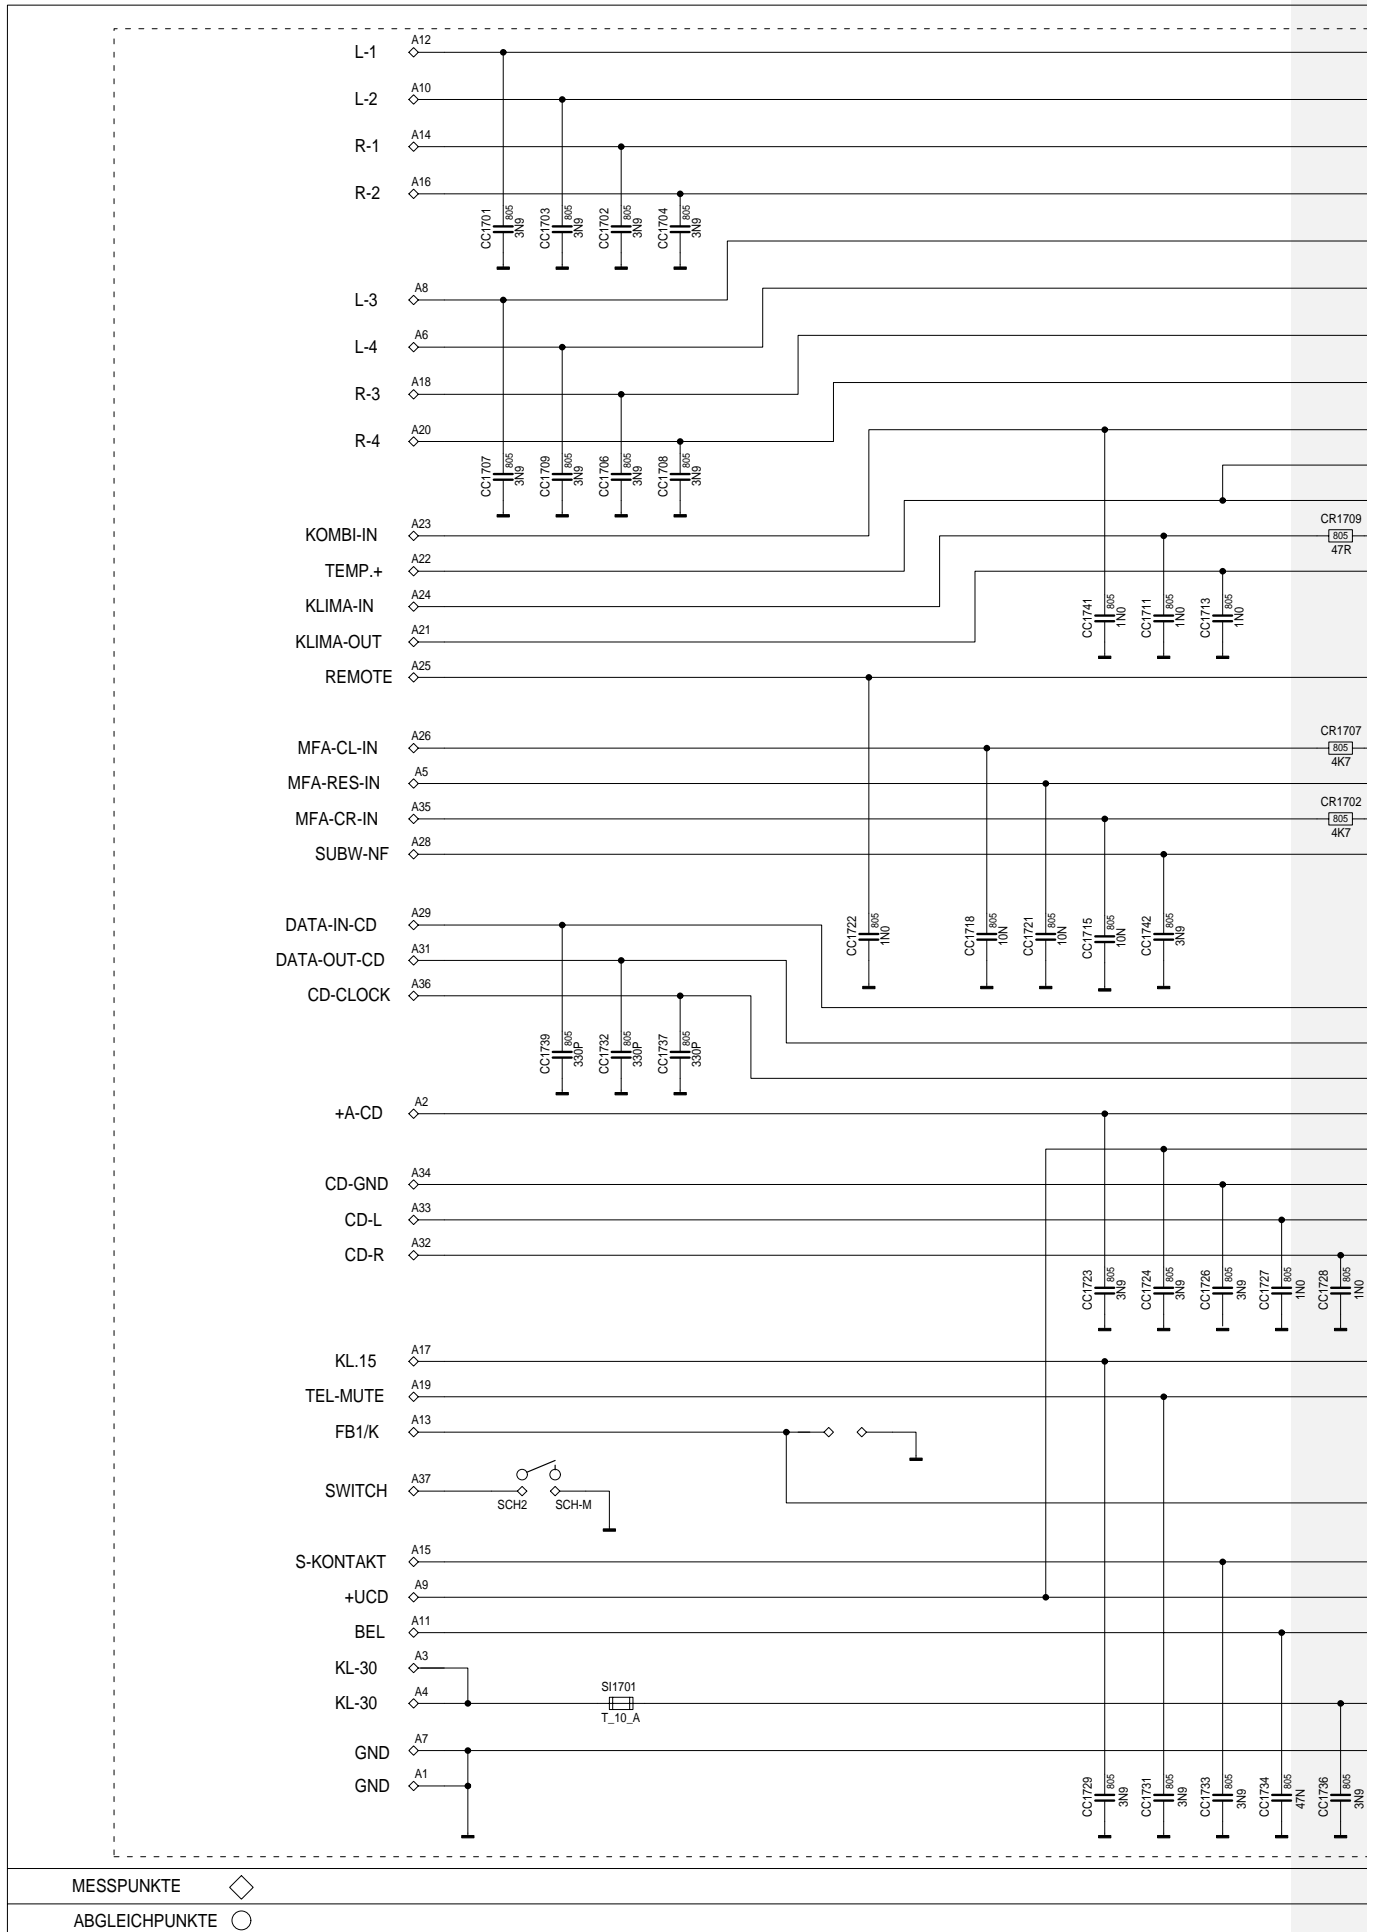 L-1 A12
L-2 A10
R-1 A14
R-2 A16
CC1701 805 3N9
CC1703 805 3N9
CC1702 805 3N9
CC1704 805 3N9
L-3 A8
L-4 A6
R-3 A18
R-4 A20
CC1707 805 3N9
CC1709 805 3N9
CC1706 805 3N9
CC1708 805 3N9
KOMBI-IN A23
CR1709
805
47R
TEMP.+ A22
KLIMA-IN A24
CC1741 805 1N0
CC1711 805 1N0
CC1713 805 1N0
KLIMA-OUT A21
REMOTE A25
MFA-CL-IN A26
CR1707
805
4K7
MFA-RES-IN A5
MFA-CR-IN A35
CR1702
805
4K7
SUBW-NF A28
DATA-IN-CD A29
CC1722 805 1N0
CC1718 805 10N
CC1721 805 10N
CC1715 805 10N
CC1742 805 3N9
DATA-OUT-CD A31
CD-CLOCK A36
CC1739 805 330P
CC1732 805 330P
CC1737 805 330P
+A-CD A2
CD-GND A34
CD-L A33
CD-R A32
CC1723 805 3N9
CC1724 805 3N9
CC1726 805 3N9
CC1727 805 1N0
CC1728 805 1N0
KL.15 A17
TEL-MUTE A19
FB1/K A13
SWITCH A37
SCH2 SCH-M
S-KONTAKT A15
+UCD A9
BEL A11
KL-30 A3
KL-30 A4
SI1701
T_10_A
GND A7
GND A1
CC1729 805 3N9
CC1731 805 3N9
CC1733 805 3N9
CC1734 805 47N
CC1736 805 3N9
MESSPUNKTE
ABGLEICHPUNKTE